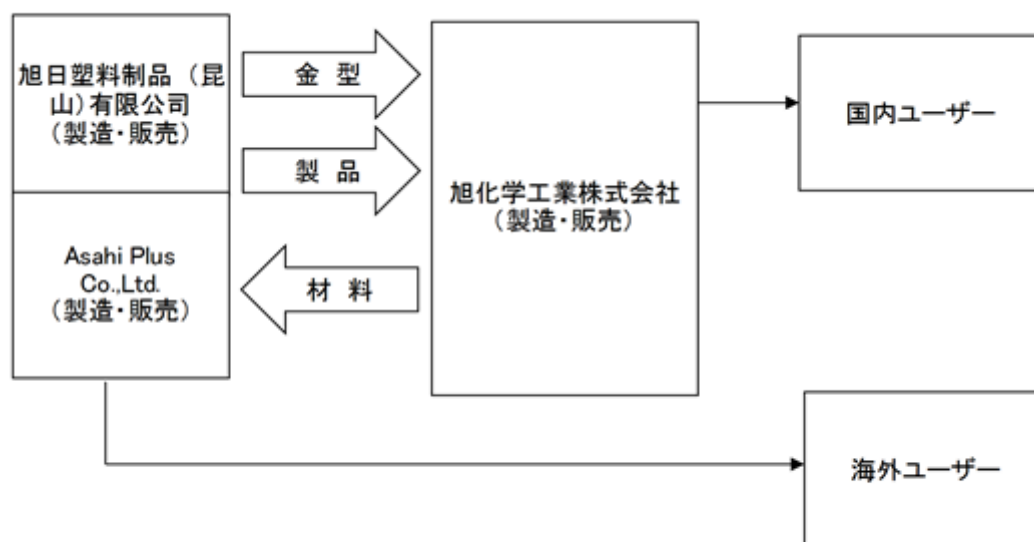 旭日塑料制品（昆
山）有限公司
（製造・販売）
Asahi Plus
Co.,Ltd.
（製造・販売）
金 型
製 品
材 料
旭化学工業株式会社
（製造・販売）
国内ユーザー
海外ユーザー